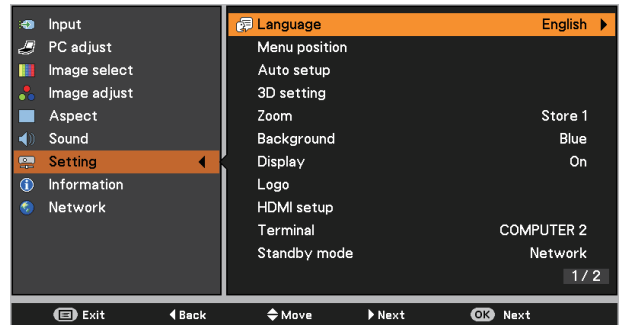 Input
PC adjust
Image select
Image adjust
Aspect
Sound
Setting
Information
Network
Language English
Menu position
Auto setup
3D setting
Zoom Store 1
Background Blue
Display On
Logo
HDMI setup
Terminal COMPUTER 2
Standby mode Network
1/2
Exit Back Move Next OK Next